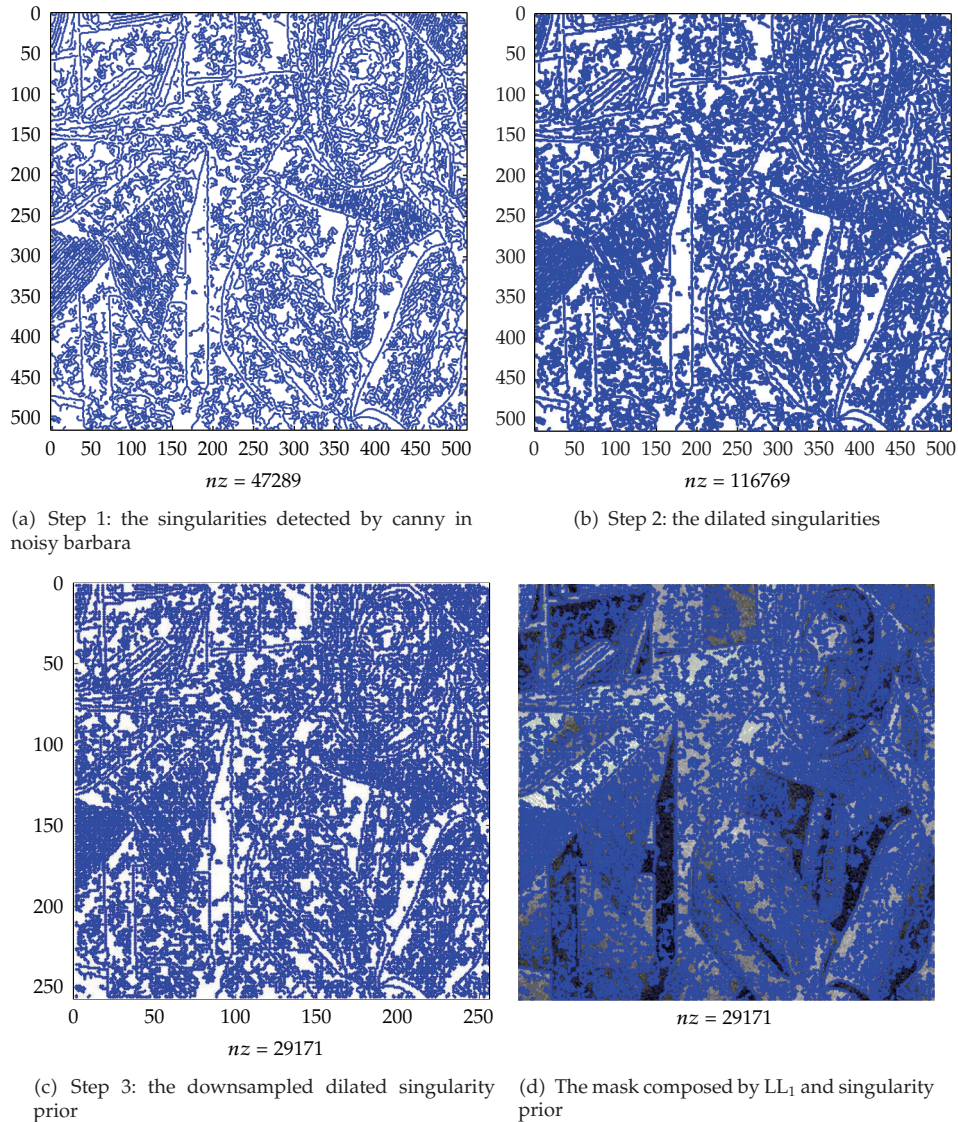 0
50
100
150
200
250
300
350
400
450
500
0 50 100 150 200 250 300 350 400 450 500
nz = 47289
(a) Step 1: the singularities detected by canny in
noisy barbara
0
50
100
150
200
250
300
350
400
450
500
0 50 100 150 200 250 300 350 400 450 500
nz = 116769
(b) Step 2: the dilated singularities
0
50
100
150
200
250
0 50 100 150 200 250
nz = 29171
(c) Step 3: the downsampled dilated singularity
prior
nz = 29171
(d) The mask composed by LL₁ and singularity
prior